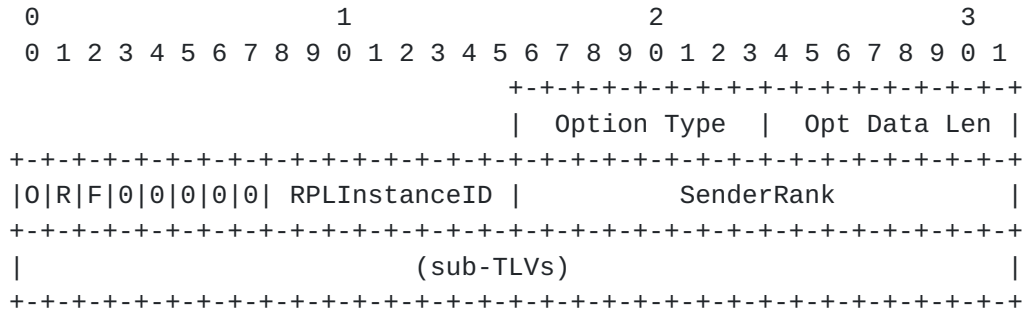 0                   1                   2                   3
 0 1 2 3 4 5 6 7 8 9 0 1 2 3 4 5 6 7 8 9 0 1 2 3 4 5 6 7 8 9 0 1
                                +-+-+-+-+-+-+-+-+-+-+-+-+-+-+-+-+
                                |  Option Type  |  Opt Data Len |
+-+-+-+-+-+-+-+-+-+-+-+-+-+-+-+-+-+-+-+-+-+-+-+-+-+-+-+-+-+-+-+-+
|O|R|F|0|0|0|0|0| RPLInstanceID |          SenderRank           |
+-+-+-+-+-+-+-+-+-+-+-+-+-+-+-+-+-+-+-+-+-+-+-+-+-+-+-+-+-+-+-+-+
|                         (sub-TLVs)                            |
+-+-+-+-+-+-+-+-+-+-+-+-+-+-+-+-+-+-+-+-+-+-+-+-+-+-+-+-+-+-+-+-+